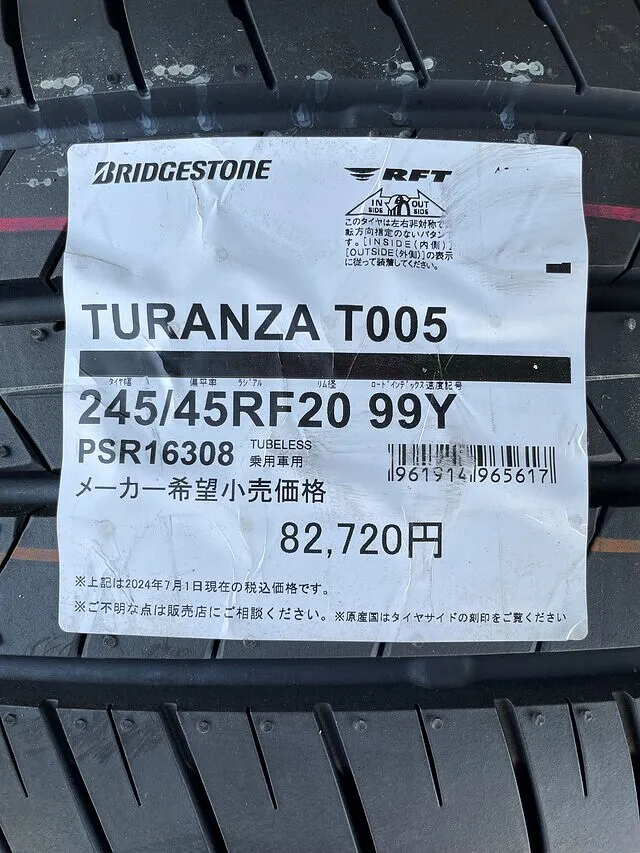 BRIDGESTONE
RFT
IN SIDE
OUT SIDE
このタイヤは左右非対称で
転方向指定のないパタン
す。[INSIDE(内側)]
[OUTSIDE(外側)]の表示
に従って装着してください。
TURANZA T005
タイヤ幅 偏平率 ラジアル リム径 ロードインデックス 速度記号
245/45RF20 99Y
PSR16308
TUBELESS
乗用車用
961914 965617
メーカー希望小売価格
82,720円
※上記は2024年7月1日現在の税込価格です。
※ご不明な点は販売店にご相談ください。※原産国はタイヤサイドの刻印をご覧ください